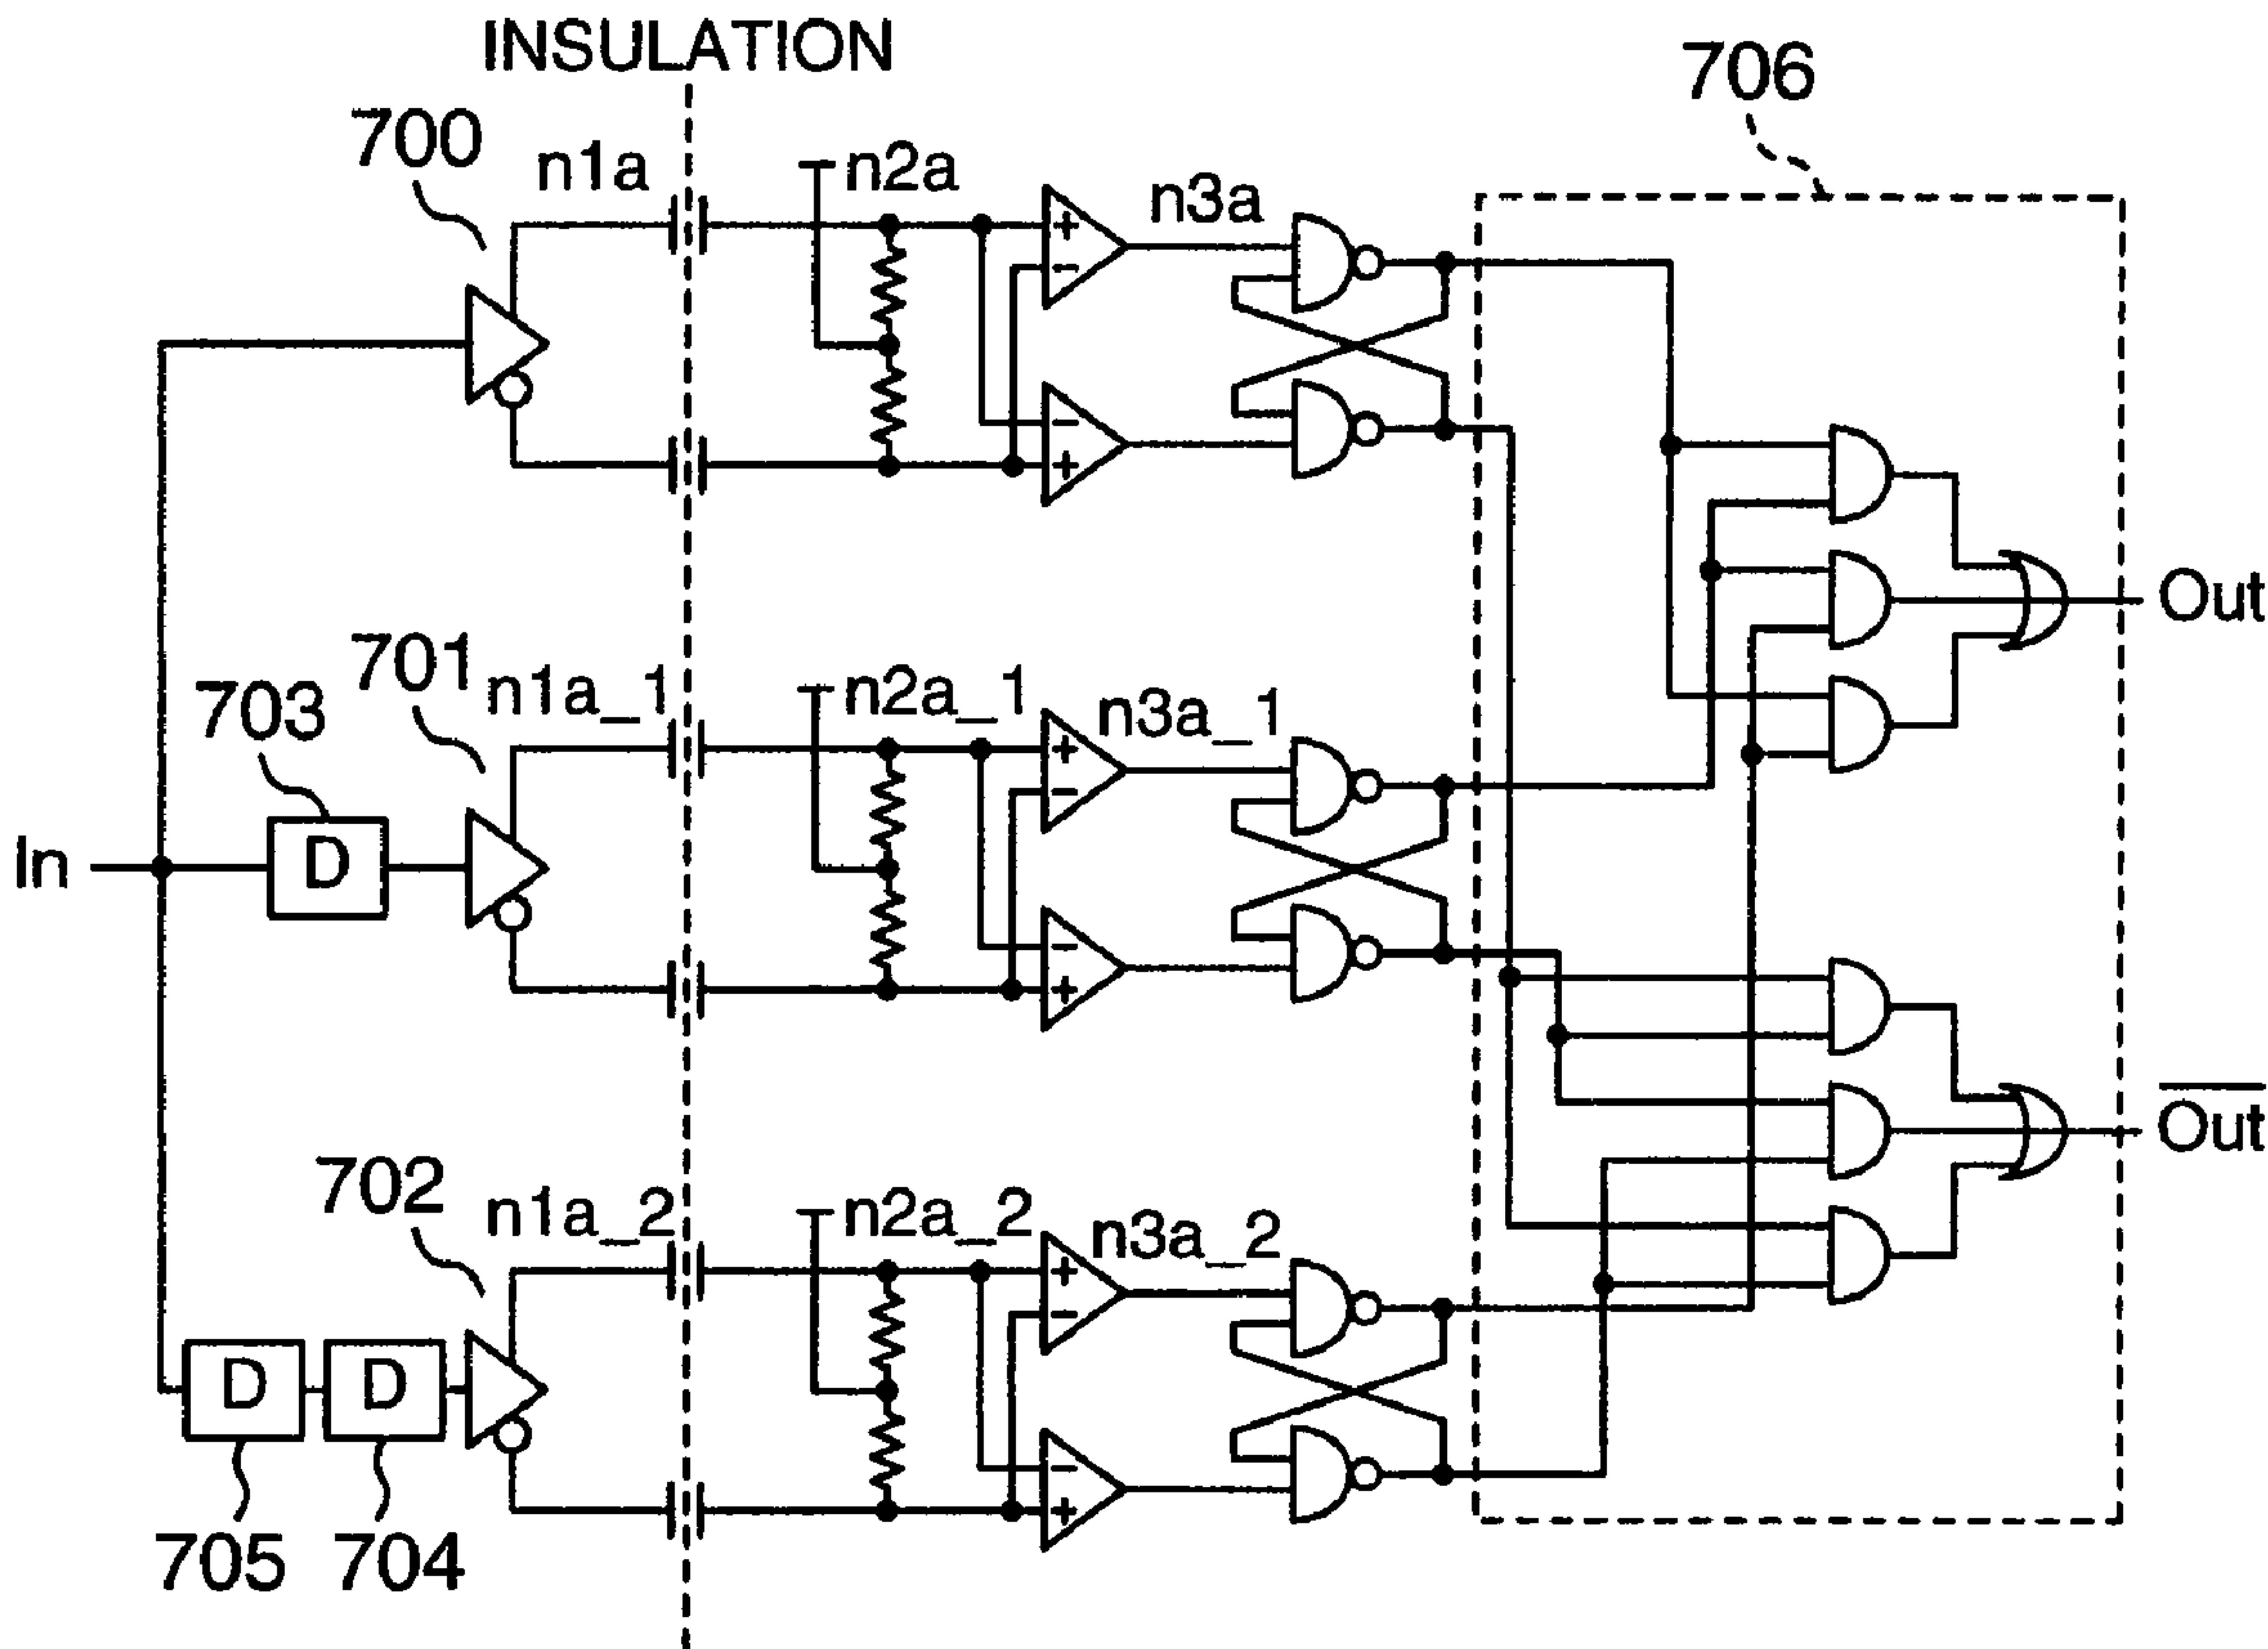 INSULATION
706
700
n1a
n2a
n3a
+
−
−
+
Out
701
n1a_1
n2a_1
n3a_1
703
+
−
In
D
−
+
Out
702
n1a_2
n2a_2
n3a_2
+
−
D
D
−
+
705
704